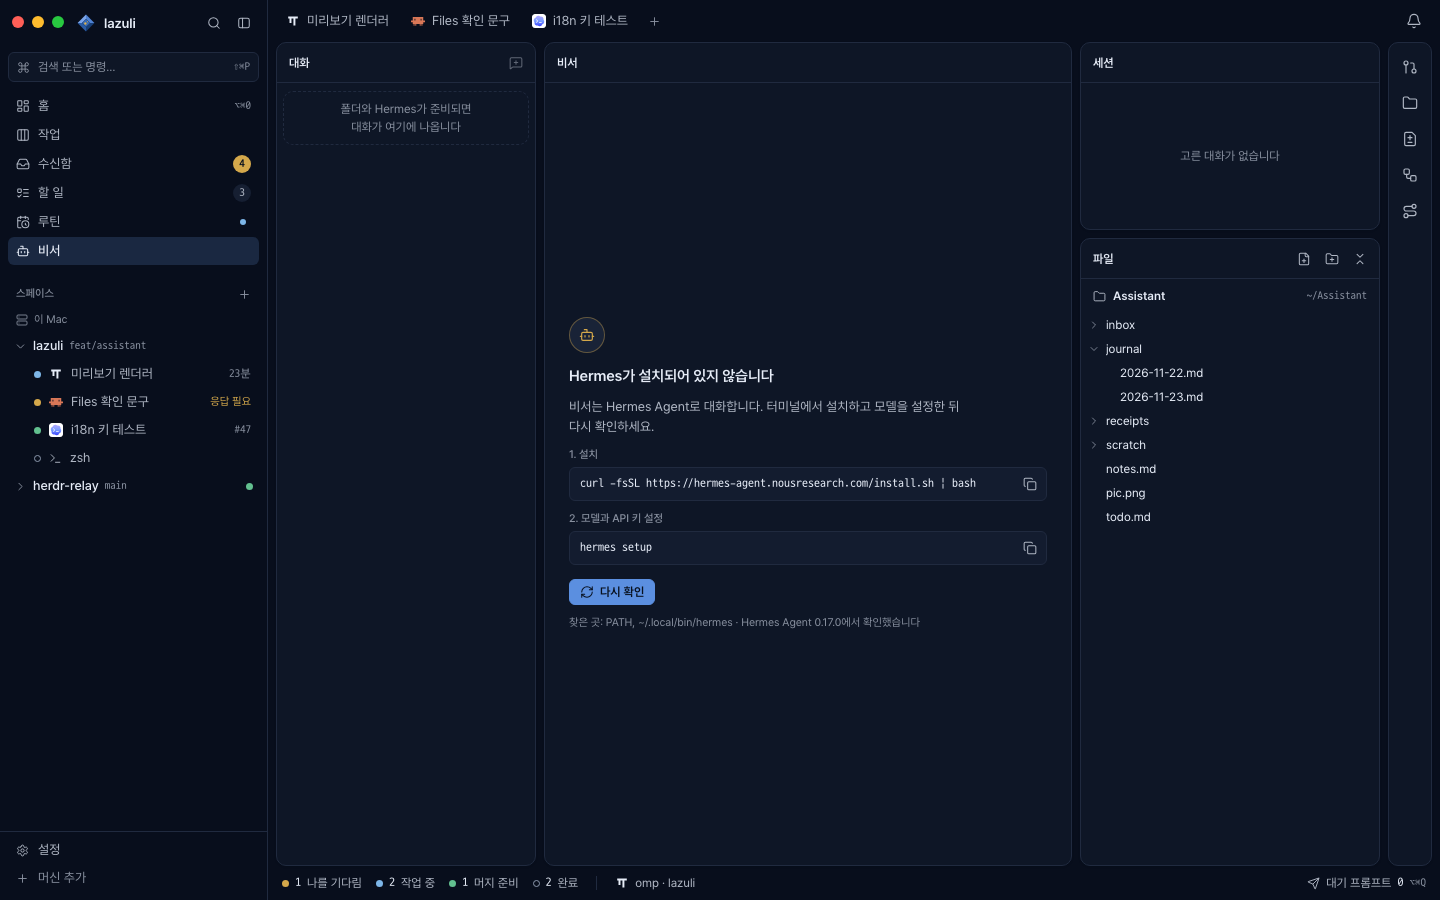 lazuli
검색 또는 명령...
⇧⌘P
홈
⌥⌘0
작업
수신함
4
할 일
3
루틴
비서
스페이스
이 Mac
lazuli feat/assistant
미리보기 렌더러
23분
Files 확인 문구
응답 필요
i18n 키 테스트
#47
zsh
herdr-relay main
설정
머신 추가
미리보기 렌더러
Files 확인 문구
i18n 키 테스트
대화
폴더와 Hermes가 준비되면
대화가 여기에 나옵니다
비서
Hermes가 설치되어 있지 않습니다
비서는 Hermes Agent로 대화합니다. 터미널에서 설치하고 모델을 설정한 뒤
다시 확인하세요.
1. 설치
curl -fsSL https://hermes-agent.nousresearch.com/install.sh | bash
2. 모델과 API 키 설정
hermes setup
다시 확인
찾은 곳: PATH, ~/.local/bin/hermes · Hermes Agent 0.17.0에서 확인했습니다
세션
고른 대화가 없습니다
파일
Assistant
~/Assistant
inbox
journal
2026-11-22.md
2026-11-23.md
receipts
scratch
notes.md
pic.png
todo.md
1 나를 기다림
2 작업 중
1 머지 준비
2 완료
omp · lazuli
대기 프롬프트 0 ⌥⌘Q